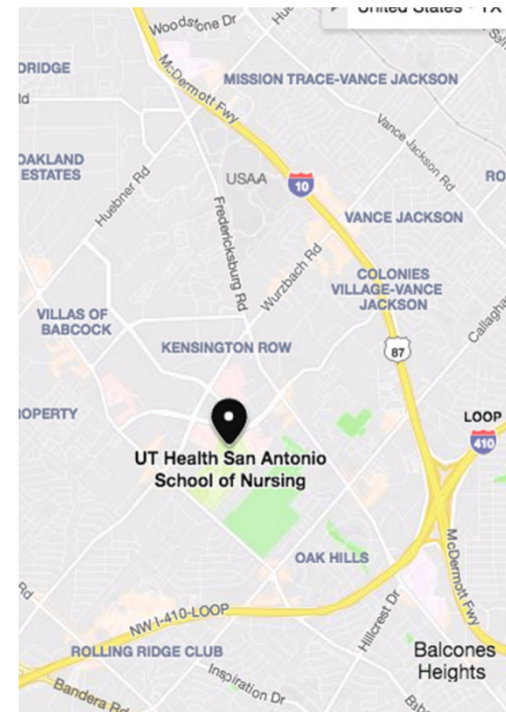 United States - TX
Woodstone Dr
McDermott Fwy
MISSION TRACE-VANCE JACKSON
Huebner Rd
Vance Jackson Rd
USAA
10
Fredericksburg Rd
VANCE JACKSON
Wurzbach Rd
COLONIES
VILLAGE-VANCE
JACKSON
VILLAS OF
BABCOCK
KENSINGTON ROW
87
LOOP
410
UT Health San Antonio
School of Nursing
OAK HILLS
McDermott Fwy
NW I-410-LOOP
Hillcrest Dr
ROLLING RIDGE CLUB
Balcones
Heights
Inspiration Dr
Bandera Rd